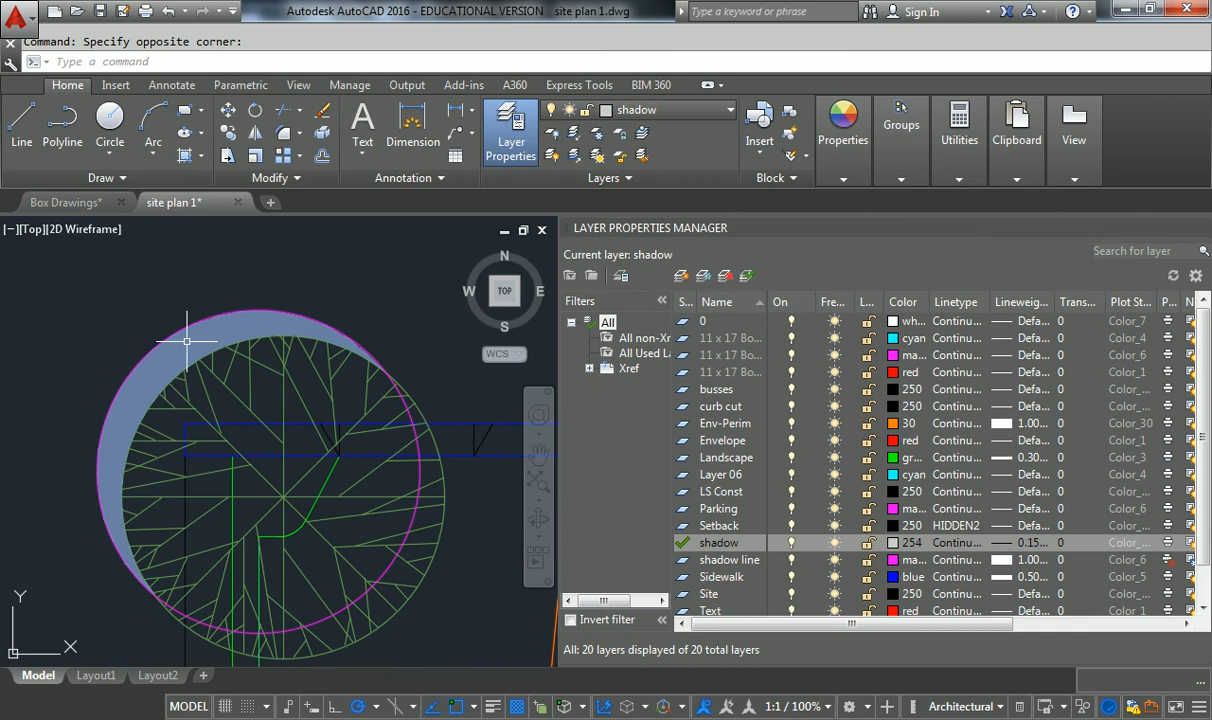 Autodesk AutoCAD 2016 - EDUCATIONAL VERSION site plan 1.dwg
Type a keyword or phrase
Sign In
Command: Specify opposite corner:
Type a command
Home Insert Annotate Parametric View Manage Output Add-ins A360 Express Tools BIM 360
shadow
Line Polyline Circle Arc Text Dimension Layer Properties Insert Properties Groups Utilities Clipboard View
Draw Modify Annotation Layers Block
Box Drawings* site plan 1*
[−][Top][2D Wireframe]
N
W TOP E
S
WCS
Y
X
LAYER PROPERTIES MANAGER
Current layer: shadow
Search for layer
Filters
All
All non-Xr
All Used La
Xref
Invert filter
S... Name On Fre... L... Color Linetype Lineweig... Trans... Plot St... P... N
0 wh... Continu... Defa... 0 Color_7
11 x 17 Bo... cyan Continu... Defa... 0 Color_4
11 x 17 Bo... ma... Continu... Defa... 0 Color_6
11 x 17 Bo... red Continu... Defa... 0 Color_1
busses 250 Continu... Defa... 0 Color_...
curb cut 250 Continu... Defa... 0 Color_...
Env-Perim 30 Continu... 1.00... 0 Color_30
Envelope red Continu... Defa... 0 Color_1
Landscape gr... Continu... 0.30... 0 Color_3
Layer 06 cyan Continu... Defa... 0 Color_4
LS Const 250 Continu... Defa... 0 Color_...
Parking ma... Continu... Defa... 0 Color_6
Setback 250 HIDDEN2 Defa... 0 Color_...
shadow 254 Continu... 0.15... 0 Color_...
shadow line ma... Continu... 1.00... 0 Color_6
Sidewalk blue Continu... 0.50... 0 Color_5
Site 250 Continu... Defa... 0 Color_...
Text red Continu... Defa... 0 Color_1
All: 20 layers displayed of 20 total layers
Model Layout1 Layout2
MODEL 1:1 / 100% Architectural